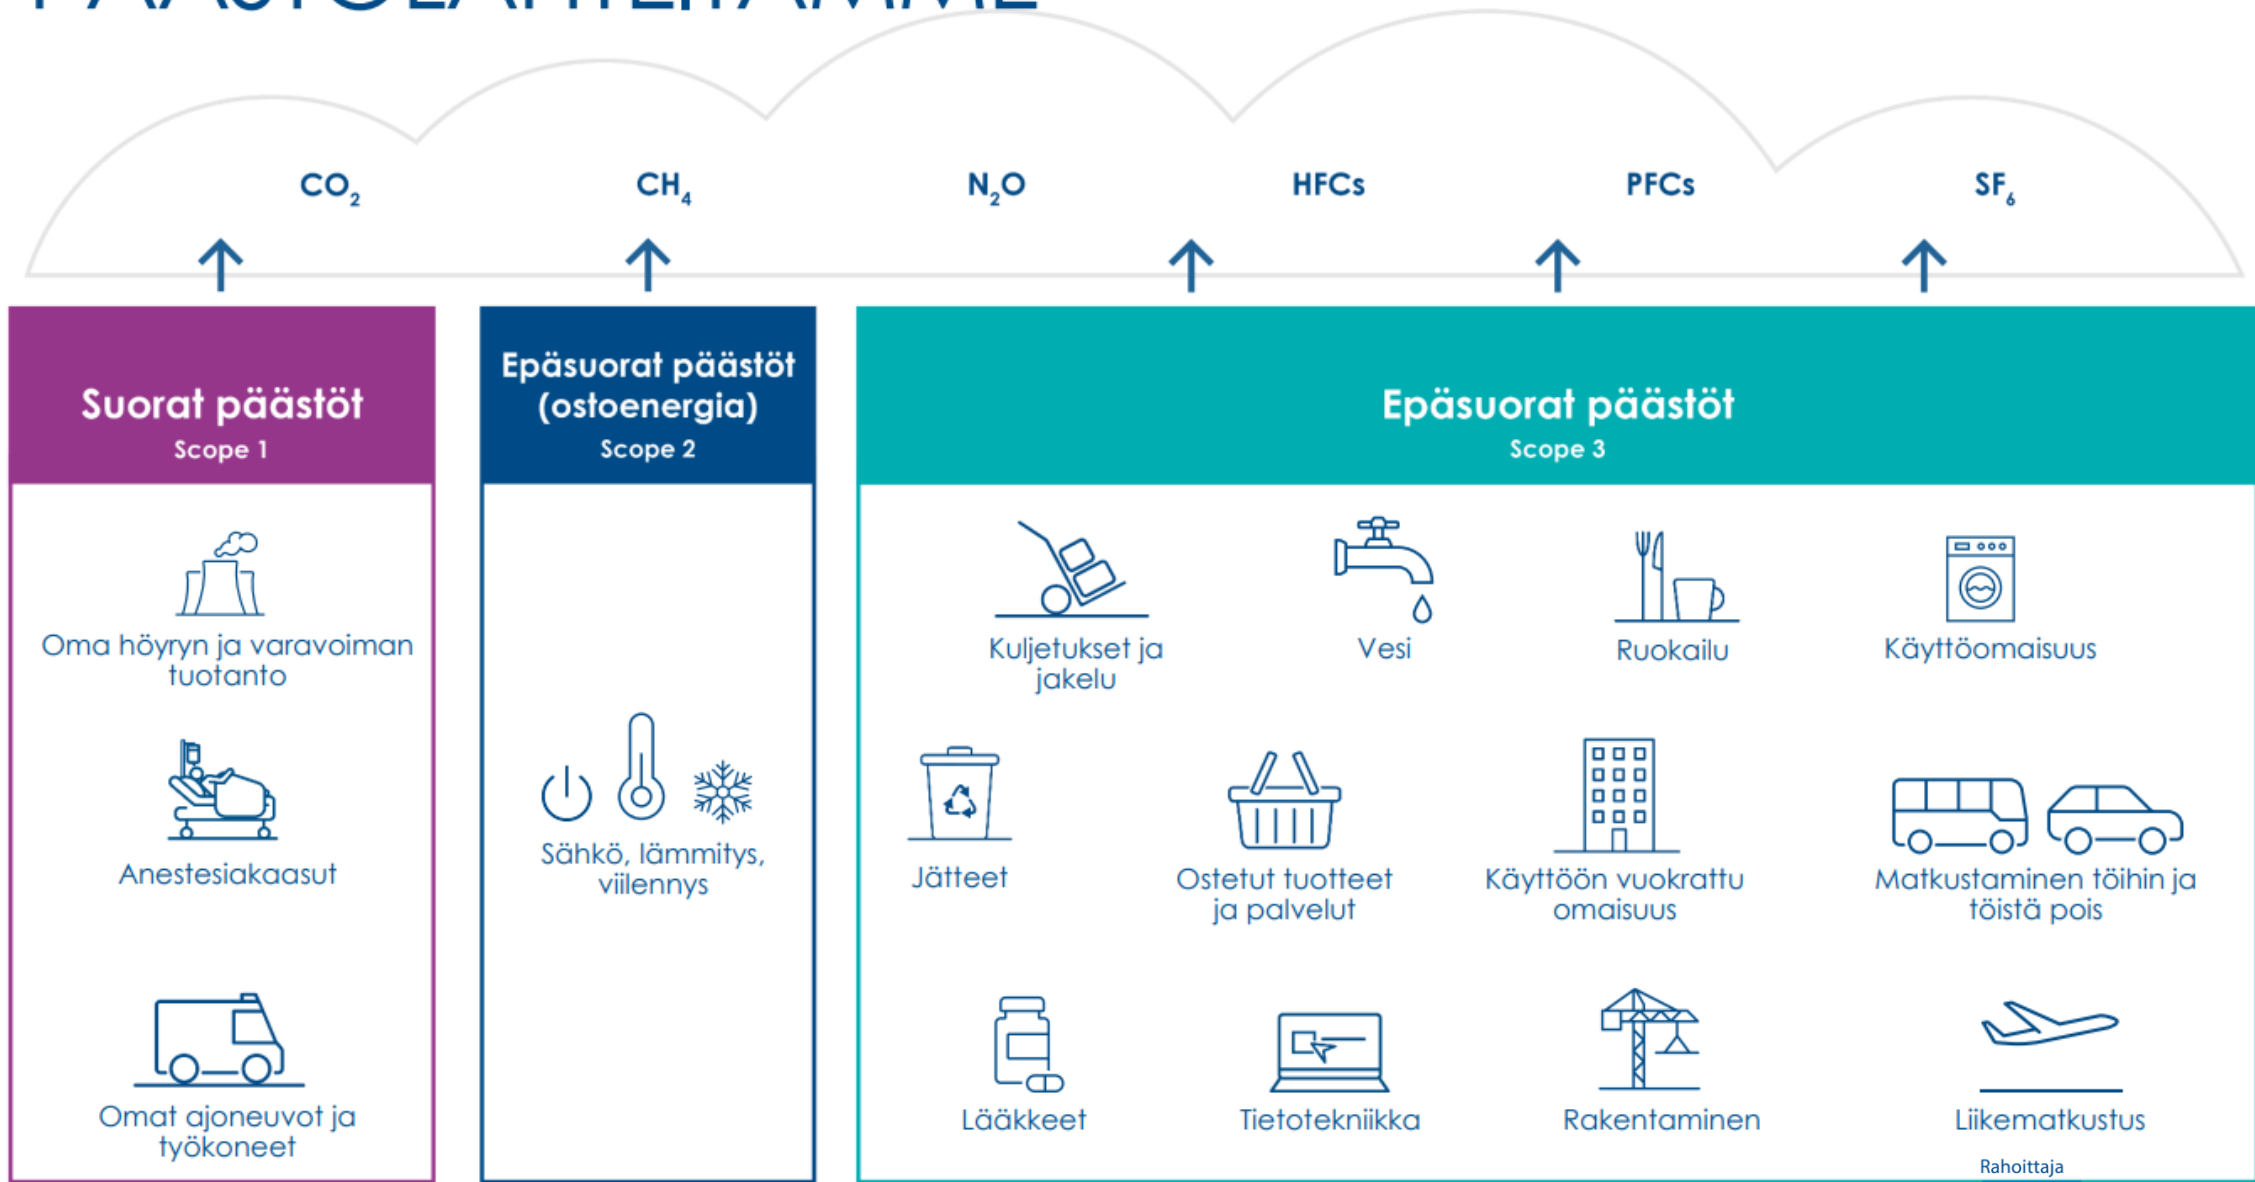 PÄÄSTÖLÄHTEITÄMME
CO₂ CH₄ N₂O HFCs PFCs SF₆
Suorat päästöt
Scope 1
Oma höyryn ja varavoiman
tuotanto
Anestesiakaasut
Omat ajoneuvot ja
työkoneet
Epäsuorat päästöt
(ostoenergia)
Scope 2
Sähkö, lämmitys,
viilennys
Epäsuorat päästöt
Scope 3
Kuljetukset ja
jakelu
Vesi
Ruokailu
Käyttöomaisuus
Jätteet
Ostetut tuotteet
ja palvelut
Käyttöön vuokrattu
omaisuus
Matkustaminen töihin ja
töistä pois
Lääkkeet
Tietotekniikka
Rakentaminen
Liikematkustus
Rahoittaja